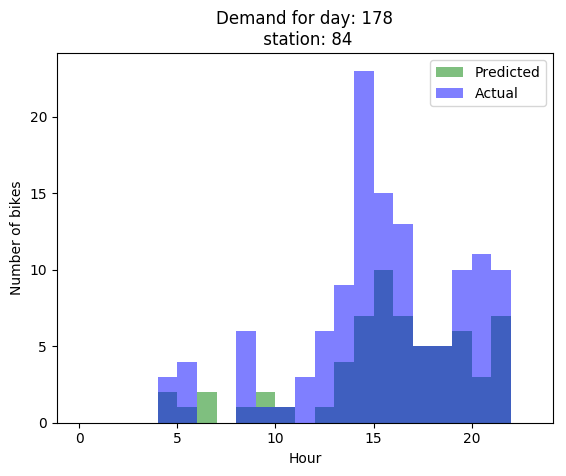 Demand for day: 178
station: 84
Predicted
Actual
20
15
10
5
0
Number of bikes
0 5 10 15 20
Hour